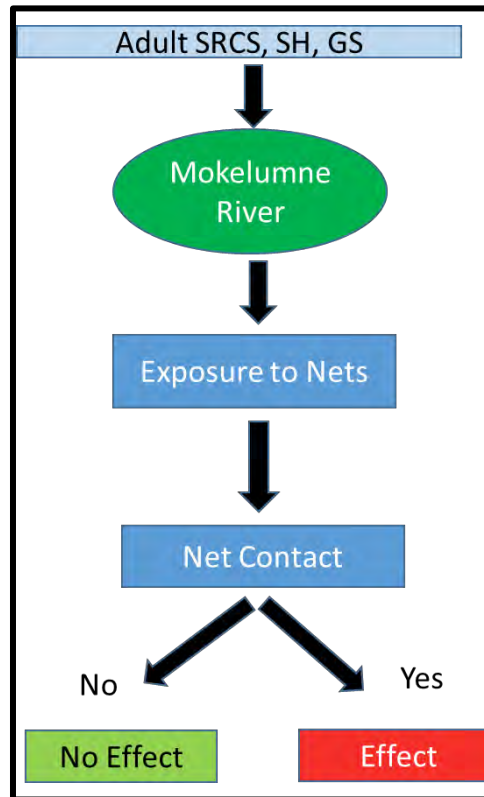 Adult SRCS, SH, GS
Mokelumne
River
Exposure to Nets
Net Contact
No
Yes
No Effect
Effect